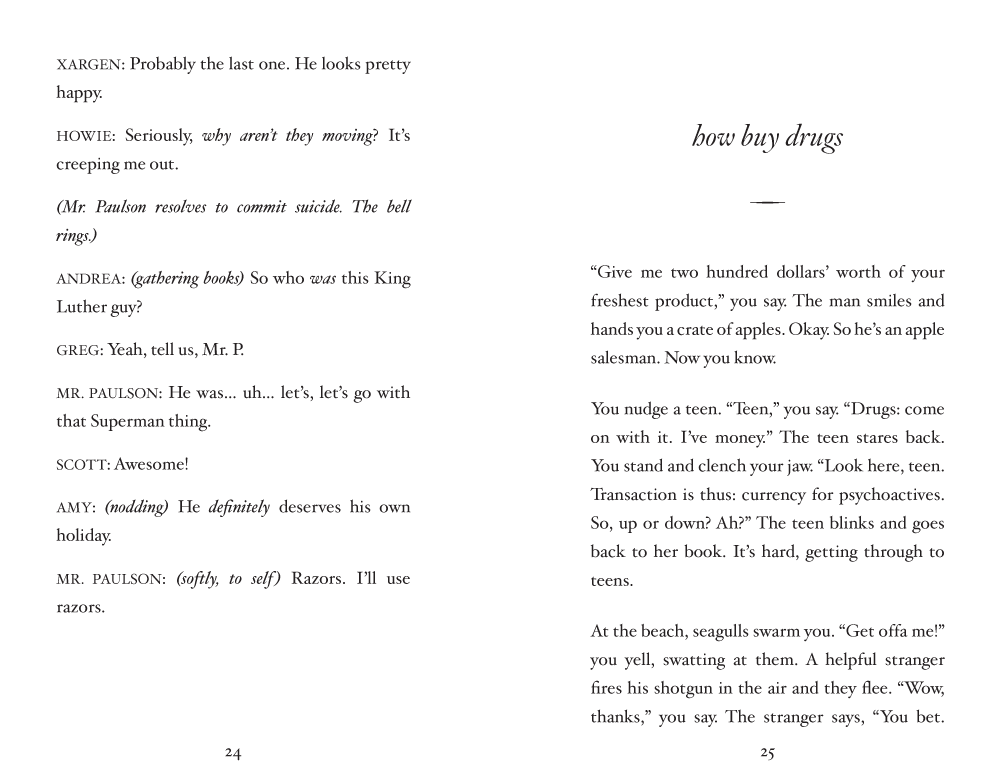 XARGEN: Probably the last one. He looks pretty
happy.
HOWIE: Seriously, why aren’t they moving? It’s
creeping me out.
(Mr. Paulson resolves to commit suicide. The bell
rings.)
ANDREA: (gathering books) So who was this King
Luther guy?
GREG: Yeah, tell us, Mr. P.
MR. PAULSON: He was... uh... let’s, let’s go with
that Superman thing.
SCOTT: Awesome!
AMY: (nodding) He definitely deserves his own
holiday.
MR. PAULSON: (softly, to self) Razors. I’ll use
razors.
24
how buy drugs
“Give me two hundred dollars’ worth of your
freshest product,” you say. The man smiles and
hands you a crate of apples. Okay. So he’s an apple
salesman. Now you know.
You nudge a teen. “Teen,” you say. “Drugs: come
on with it. I’ve money.” The teen stares back.
You stand and clench your jaw. “Look here, teen.
Transaction is thus: currency for psychoactives.
So, up or down? Ah?” The teen blinks and goes
back to her book. It’s hard, getting through to
teens.
At the beach, seagulls swarm you. “Get offa me!”
you yell, swatting at them. A helpful stranger
fires his shotgun in the air and they flee. “Wow,
thanks,” you say. The stranger says, “You bet.
25